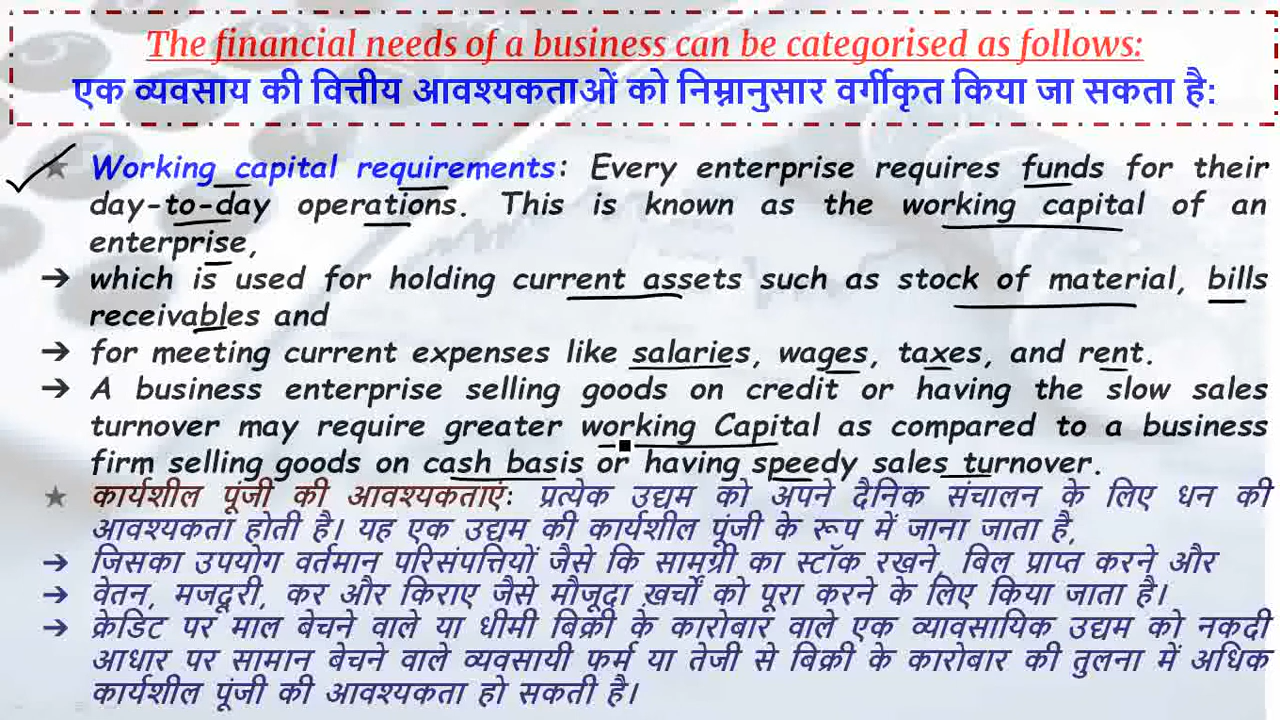 The financial needs of a business can be categorised as follows:
एक व्यवसाय की वित्तीय आवश्यकताओं को निम्नानुसार वर्गीकृत किया जा सकता है:
★ Working capital requirements: Every enterprise requires funds for their
day-to-day operations. This is known as the working capital of an
enterprise,
→ which is used for holding current assets such as stock of material, bills
receivables and
→ for meeting current expenses like salaries, wages, taxes, and rent.
→ A business enterprise selling goods on credit or having the slow sales
turnover may require greater working Capital as compared to a business
firm selling goods on cash basis or having speedy sales turnover.
★ कार्यशील पूंजी की आवश्यकताएं: प्रत्येक उद्यम को अपने दैनिक संचालन के लिए धन की
आवश्यकता होती है। यह एक उद्यम की कार्यशील पूंजी के रूप में जाना जाता है,
→ जिसका उपयोग वर्तमान परिसंपत्तियों जैसे कि सामग्री का स्टॉक रखने, बिल प्राप्त करने और
→ वेतन, मजदूरी, कर और किराए जैसे मौजूदा खर्चों को पूरा करने के लिए किया जाता है।
→ क्रेडिट पर माल बेचने वाले या धीमी बिक्री के कारोबार वाले एक व्यावसायिक उद्यम को नकदी
आधार पर सामान बेचने वाले व्यवसायी फर्म या तेजी से बिक्री के कारोबार की तुलना में अधिक
कार्यशील पूंजी की आवश्यकता हो सकती है।